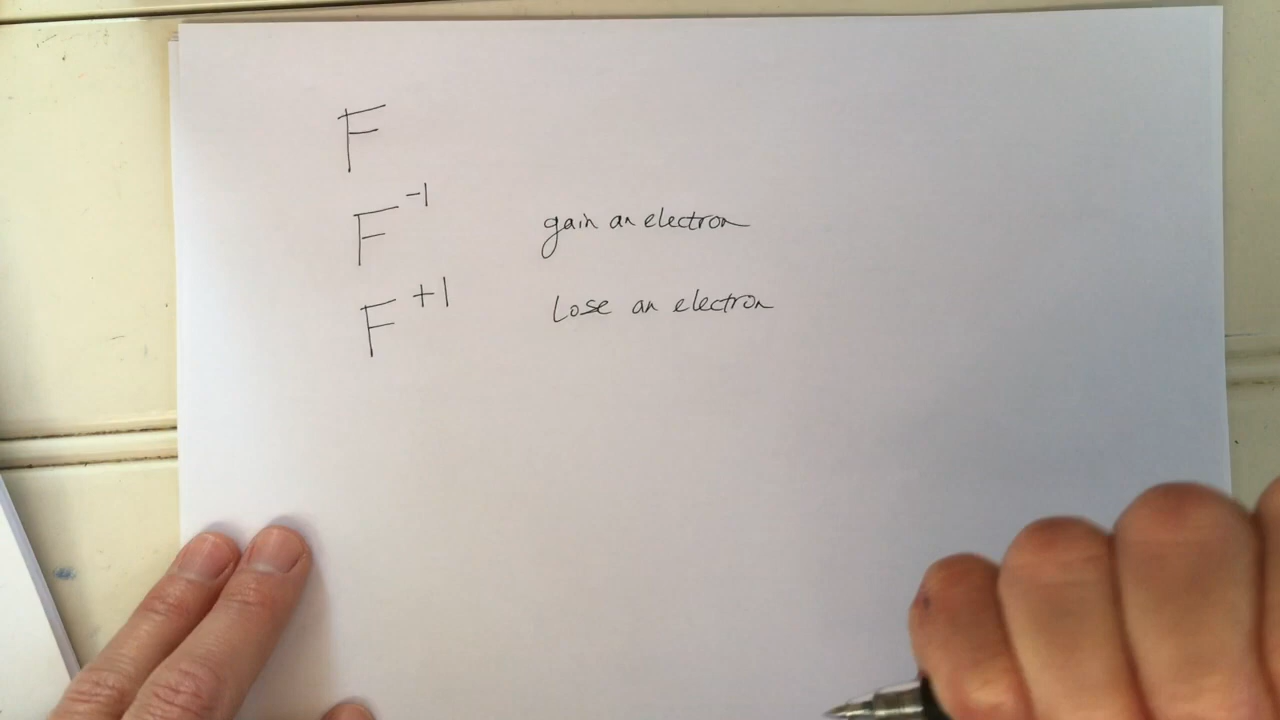 F
F⁻¹ gain an electron
F⁺¹ Lose an electron